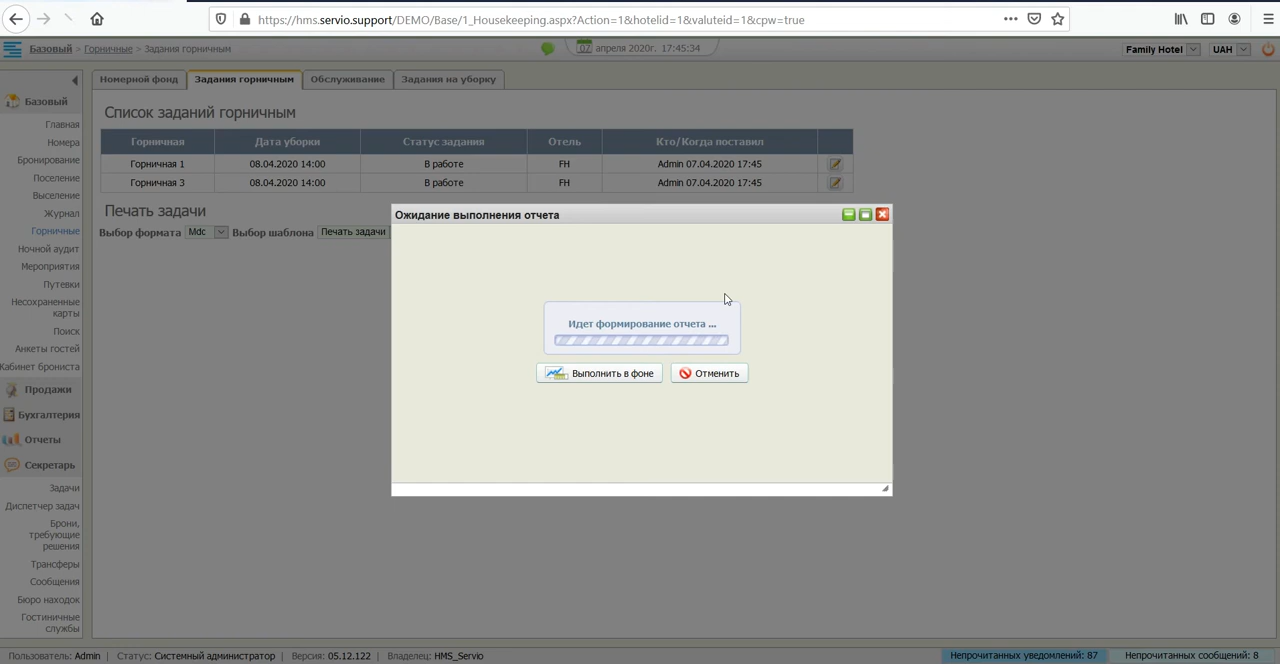 https://hms.servio.support/DEMO/Base/1_Housekeeping.aspx?Action=1&hotelid=1&valuteid=1&cpw=true
Базовый > Горничные > Задания горничным
07 апреля 2020г. 17:45:34
Family Hotel
UAH
Номерной фонд
Задания горничным
Обслуживание
Задания на уборку
Базовый
Главная
Номера
Бронирование
Поселение
Выселение
Журнал
Горничные
Ночной аудит
Мероприятия
Путевки
Несохраненные
карты
Поиск
Анкеты гостей
Кабинет брониста
Продажи
Бухгалтерия
Отчеты
Секретарь
Задачи
Диспетчер задач
Брони,
требующие
решения
Трансферы
Сообщения
Бюро находок
Гостиничные
службы
Список заданий горничным
Горничная Дата уборки Статус задания Отель Кто/Когда поставил
Горничная 1 08.04.2020 14:00 В работе FH Admin 07.04.2020 17:45
Горничная 3 08.04.2020 14:00 В работе FH Admin 07.04.2020 17:45
Печать задачи
Выбор формата Mdc Выбор шаблона Печать задачи
Ожидание выполнения отчета
Идет формирование отчета ...
Выполнить в фоне
Отменить
Пользователь: Admin | Статус: Системный администратор | Версия: 05.12.122 | Владелец: HMS_Servio
Непрочитанных уведомлений: 87
Непрочитанных сообщений: 8